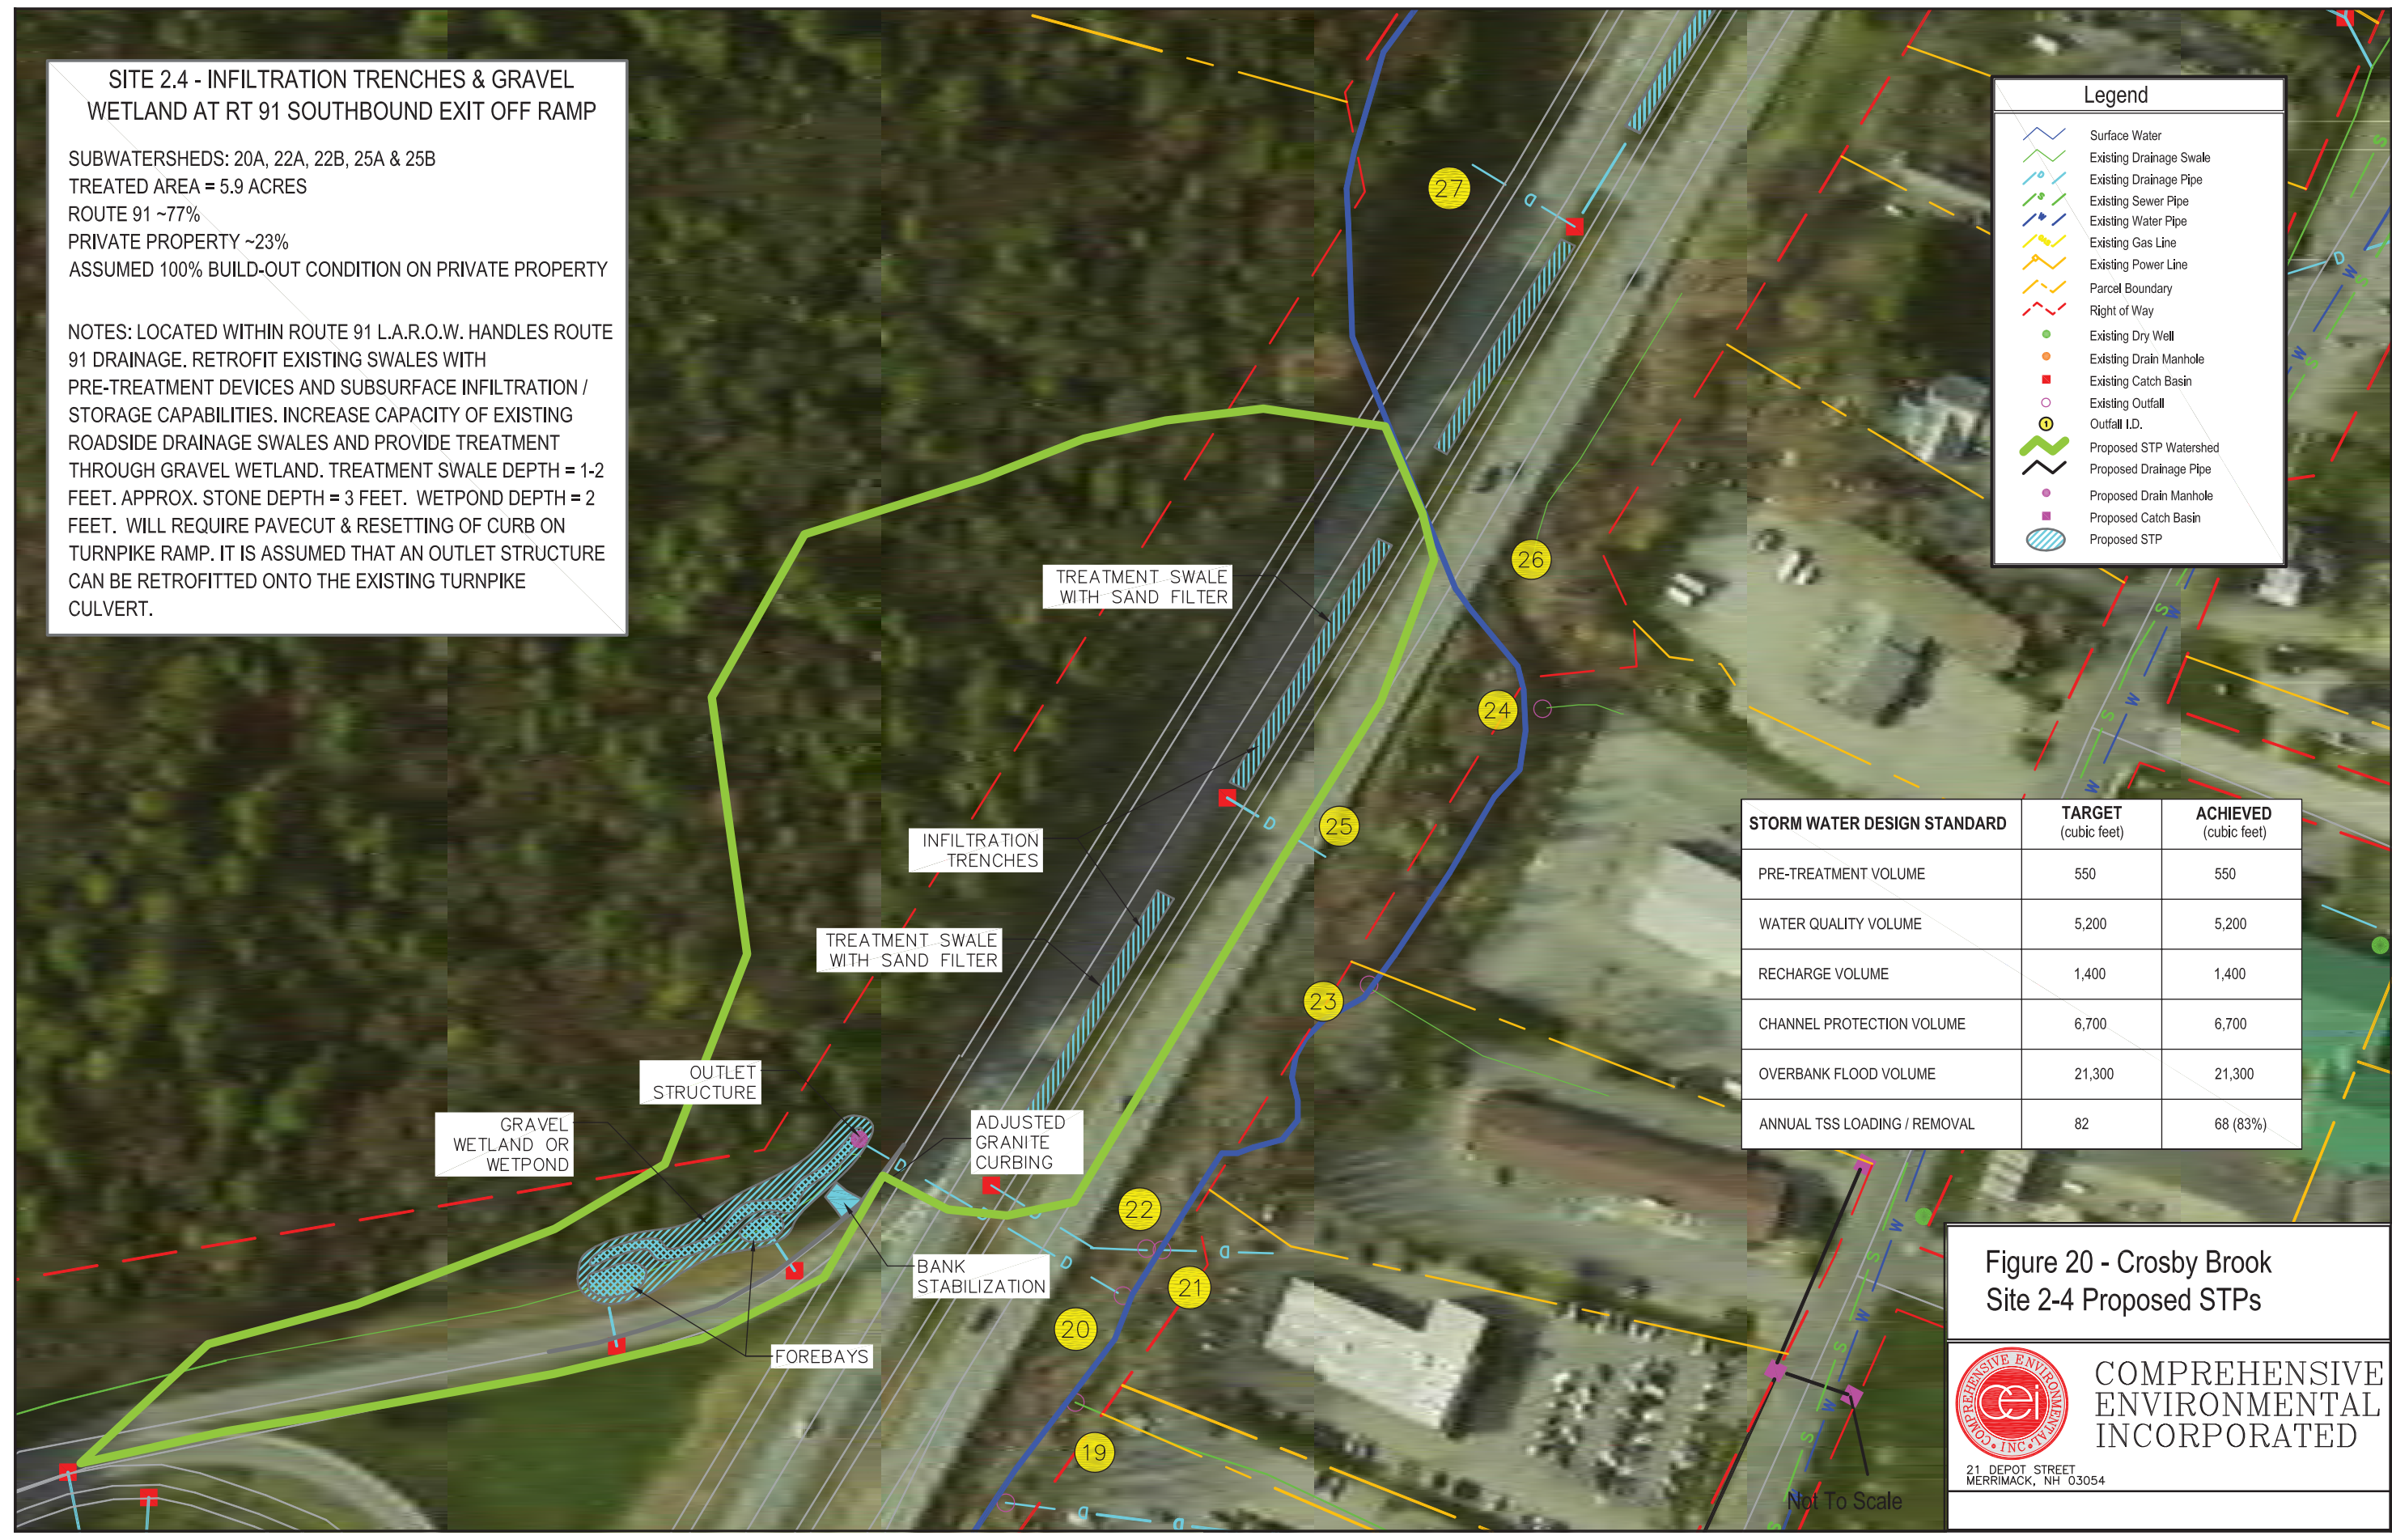 SITE 2.4 - INFILTRATION TRENCHES & GRAVEL
WETLAND AT RT 91 SOUTHBOUND EXIT OFF RAMP
SUBWATERSHEDS: 20A, 22A, 22B, 25A & 25B
TREATED AREA = 5.9 ACRES
ROUTE 91 ~77%
PRIVATE PROPERTY ~23%
ASSUMED 100% BUILD-OUT CONDITION ON PRIVATE PROPERTY
NOTES: LOCATED WITHIN ROUTE 91 L.A.R.O.W. HANDLES ROUTE
91 DRAINAGE. RETROFIT EXISTING SWALES WITH
PRE-TREATMENT DEVICES AND SUBSURFACE INFILTRATION /
STORAGE CAPABILITIES. INCREASE CAPACITY OF EXISTING
ROADSIDE DRAINAGE SWALES AND PROVIDE TREATMENT
THROUGH GRAVEL WETLAND. TREATMENT SWALE DEPTH = 1-2
FEET. APPROX. STONE DEPTH = 3 FEET. WETPOND DEPTH = 2
FEET. WILL REQUIRE PAVECUT & RESETTING OF CURB ON
TURNPIKE RAMP. IT IS ASSUMED THAT AN OUTLET STRUCTURE
CAN BE RETROFITTED ONTO THE EXISTING TURNPIKE
CULVERT.
Legend
Surface Water
Existing Drainage Swale
D Existing Drainage Pipe
S Existing Sewer Pipe
W Existing Water Pipe
Existing Gas Line
Existing Power Line
Parcel Boundary
Right of Way
Existing Dry Well
Existing Drain Manhole
Existing Catch Basin
Existing Outfall
1 Outfall I.D.
Proposed STP Watershed
Proposed Drainage Pipe
Proposed Drain Manhole
Proposed Catch Basin
Proposed STP
27
26
24
25
23
22
21
20
19
TREATMENT SWALE
WITH SAND FILTER
INFILTRATION
TRENCHES
TREATMENT SWALE
WITH SAND FILTER
OUTLET
STRUCTURE
GRAVEL
WETLAND OR
WETPOND
ADJUSTED
GRANITE
CURBING
BANK
STABILIZATION
FOREBAYS
STORM WATER DESIGN STANDARD TARGET (cubic feet) ACHIEVED (cubic feet)
PRE-TREATMENT VOLUME 550 550
WATER QUALITY VOLUME 5,200 5,200
RECHARGE VOLUME 1,400 1,400
CHANNEL PROTECTION VOLUME 6,700 6,700
OVERBANK FLOOD VOLUME 21,300 21,300
ANNUAL TSS LOADING / REMOVAL 82 68 (83%)
Figure 20 - Crosby Brook
Site 2-4 Proposed STPs
COMPREHENSIVE ENVIRONMENTAL INC
cei
COMPREHENSIVE
ENVIRONMENTAL
INCORPORATED
21 DEPOT STREET
MERRIMACK, NH 03054
Not To Scale